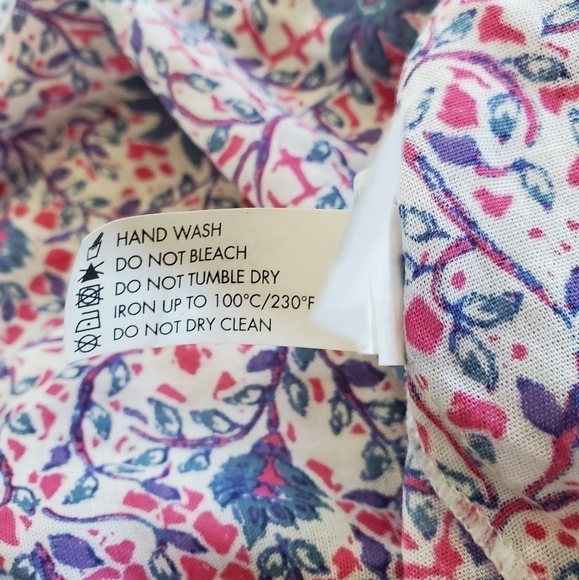 HAND WASH
DO NOT BLEACH
DO NOT TUMBLE DRY
IRON UP TO 100°C/230°F
DO NOT DRY CLEAN